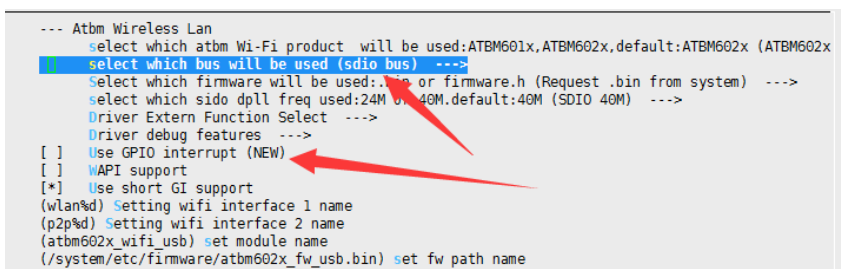 --- Atbm Wireless Lan
select which atbm Wi-Fi product will be used:ATBM601x,ATBM602x,default:ATBM602x (ATBM602x
select which bus will be used (sdio bus) --->
Select which firmware will be used:.bin or firmware.h (Request .bin from system) --->
select which sido dpll freq used:24M or 40M.default:40M (SDIO 40M) --->
Driver Extern Function Select --->
Driver debug features --->
[ ] Use GPIO interrupt (NEW)
[ ] WAPI support
[*] Use short GI support
(wlan%d) Setting wifi interface 1 name
(p2p%d) Setting wifi interface 2 name
(atbm602x_wifi_usb) set module name
(/system/etc/firmware/atbm602x_fw_usb.bin) set fw path name